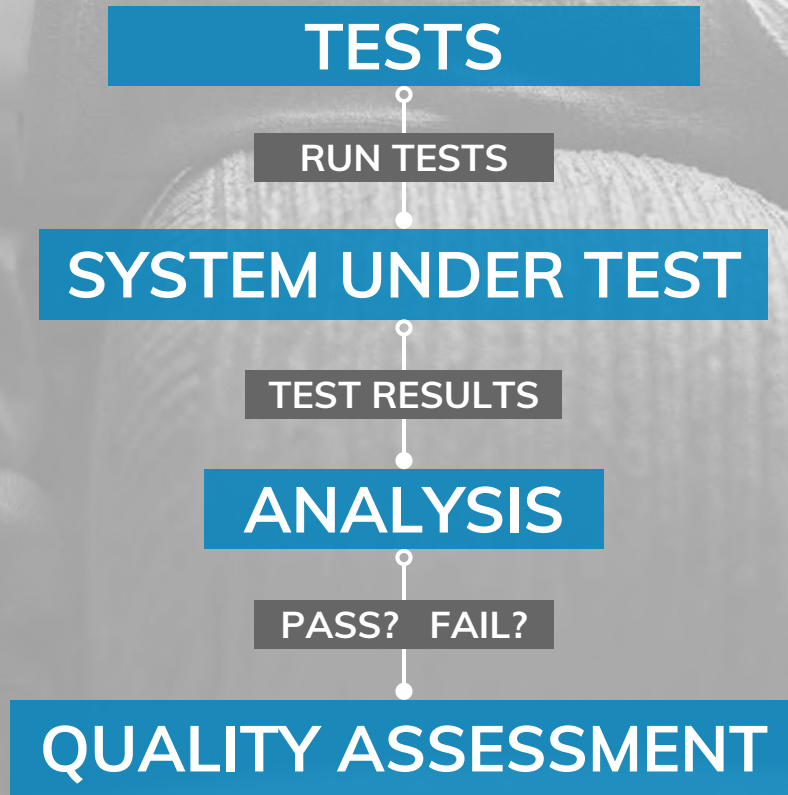 TESTS
RUN TESTS
SYSTEM UNDER TEST
TEST RESULTS
ANALYSIS
PASS? FAIL?
QUALITY ASSESSMENT